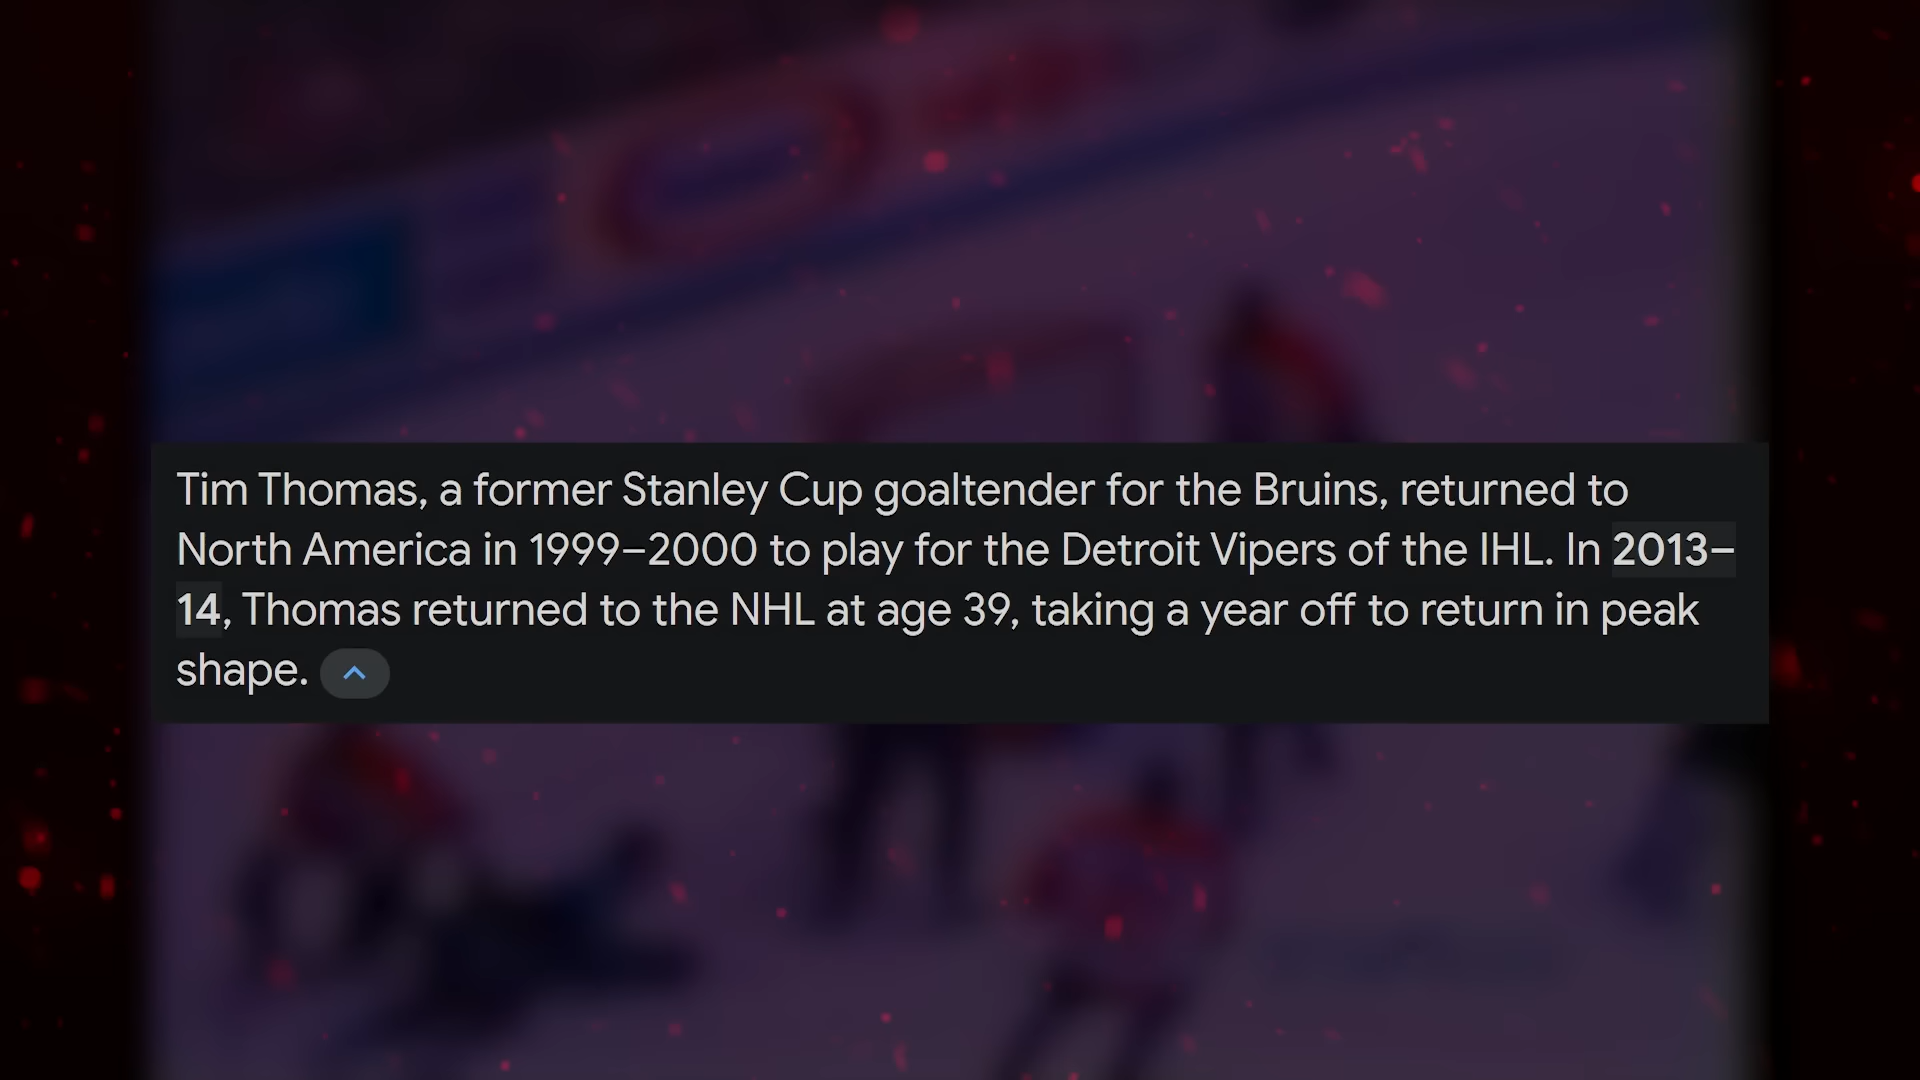 Tim Thomas, a former Stanley Cup goaltender for the Bruins, returned to
North America in 1999–2000 to play for the Detroit Vipers of the IHL. In 2013–
14, Thomas returned to the NHL at age 39, taking a year off to return in peak
shape.